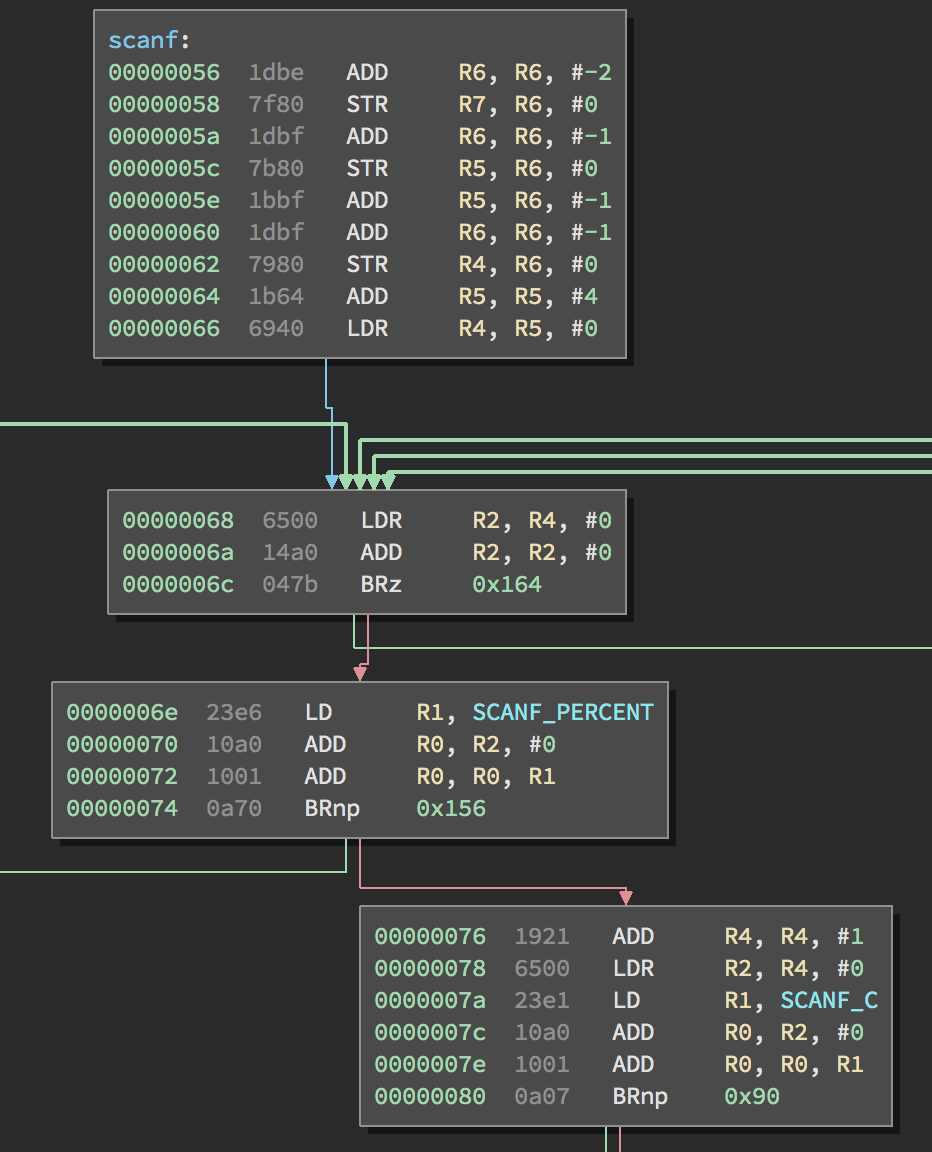 scanf:
00000056 1dbe ADD R6, R6, #-2
00000058 7f80 STR R7, R6, #0
0000005a 1dbf ADD R6, R6, #-1
0000005c 7b80 STR R5, R6, #0
0000005e 1bbf ADD R5, R6, #-1
00000060 1dbf ADD R6, R6, #-1
00000062 7980 STR R4, R6, #0
00000064 1b64 ADD R5, R5, #4
00000066 6940 LDR R4, R5, #0
00000068 6500 LDR R2, R4, #0
0000006a 14a0 ADD R2, R2, #0
0000006c 047b BRz 0x164
0000006e 23e6 LD R1, SCANF_PERCENT
00000070 10a0 ADD R0, R2, #0
00000072 1001 ADD R0, R0, R1
00000074 0a70 BRnp 0x156
00000076 1921 ADD R4, R4, #1
00000078 6500 LDR R2, R4, #0
0000007a 23e1 LD R1, SCANF_C
0000007c 10a0 ADD R0, R2, #0
0000007e 1001 ADD R0, R0, R1
00000080 0a07 BRnp 0x90